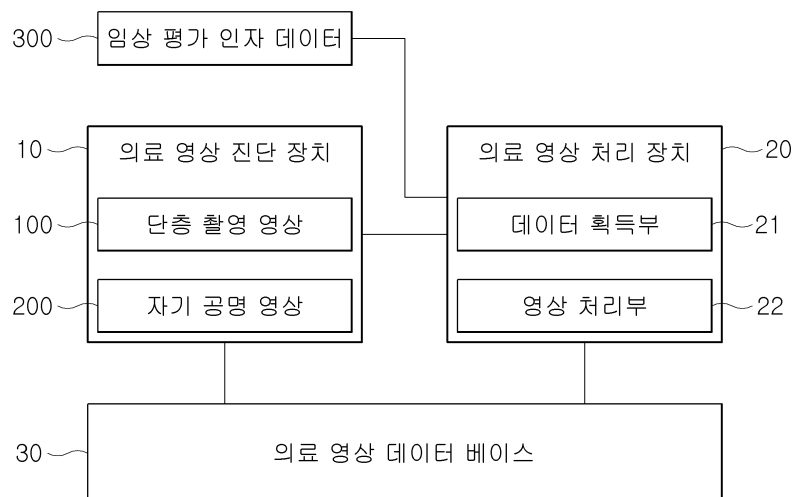 300 임상 평가 인자 데이터
10 의료 영상 진단 장치
의료 영상 처리 장치 20
100 단층 촬영 영상
데이터 획득부 21
200 자기 공명 영상
영상 처리부 22
30 의료 영상 데이터 베이스